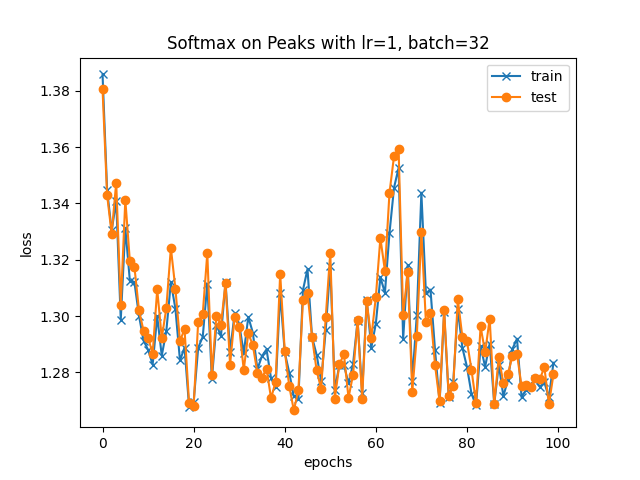 Softmax on Peaks with lr=1, batch=32
train
test
1.38
1.36
1.34
1.32
1.30
1.28
loss
0
20
40
60
80
100
epochs